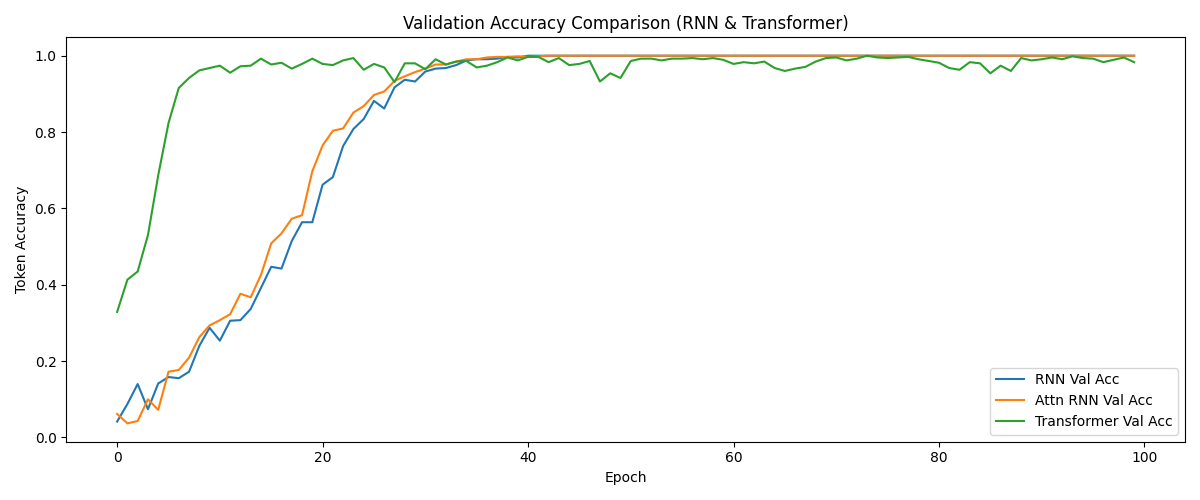 Validation Accuracy Comparison (RNN & Transformer)
1.0
0.8
0.6
0.4
0.2
0.0
Token Accuracy
0 20 40 60 80 100
Epoch
RNN Val Acc
Attn RNN Val Acc
Transformer Val Acc